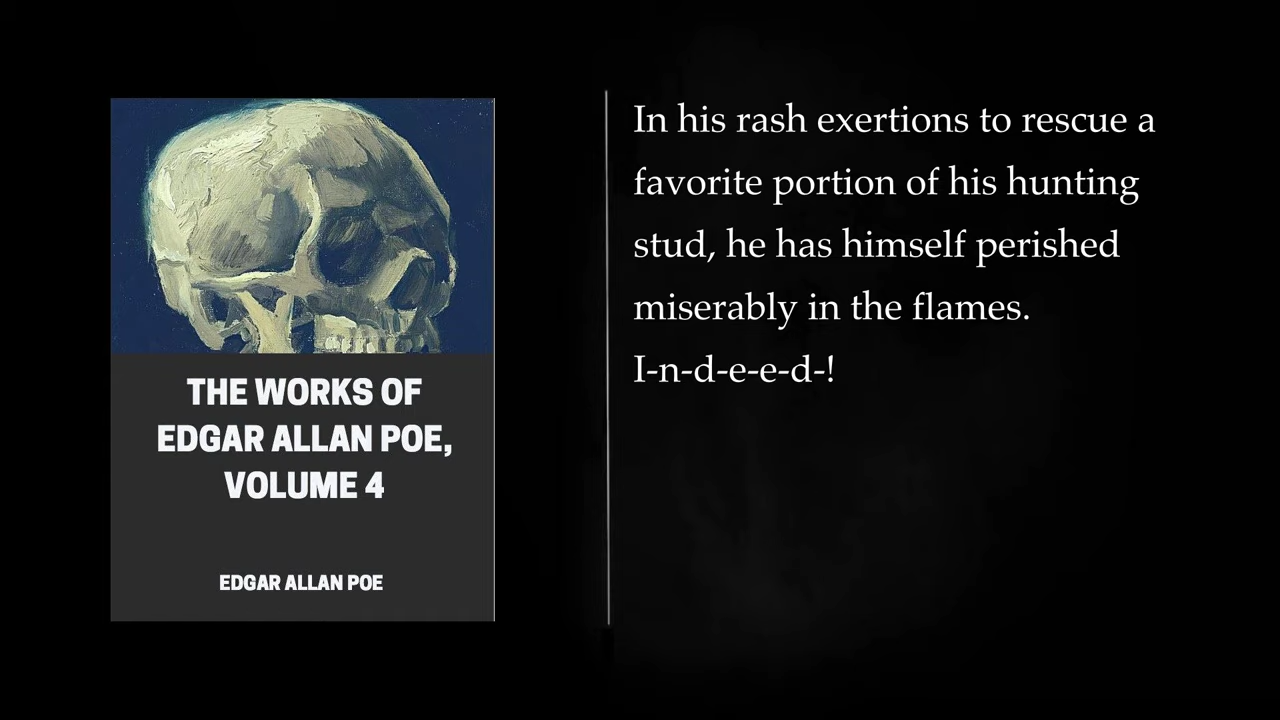 THE WORKS OF
EDGAR ALLAN POE,
VOLUME 4
EDGAR ALLAN POE
In his rash exertions to rescue a
favorite portion of his hunting
stud, he has himself perished
miserably in the flames.
I-n-d-e-e-d-!